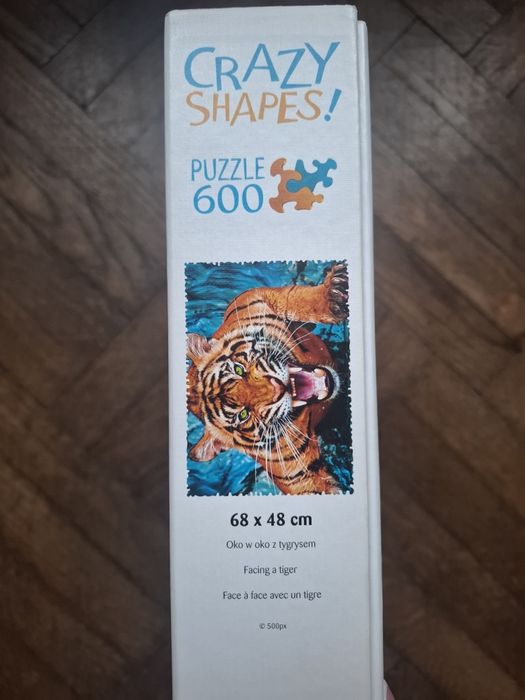 CRAZY
SHAPES!
PUZZLE
600
68 x 48 cm
Oko w oko z tygrysem
Facing a tiger
Face à face avec un tigre
© 500px